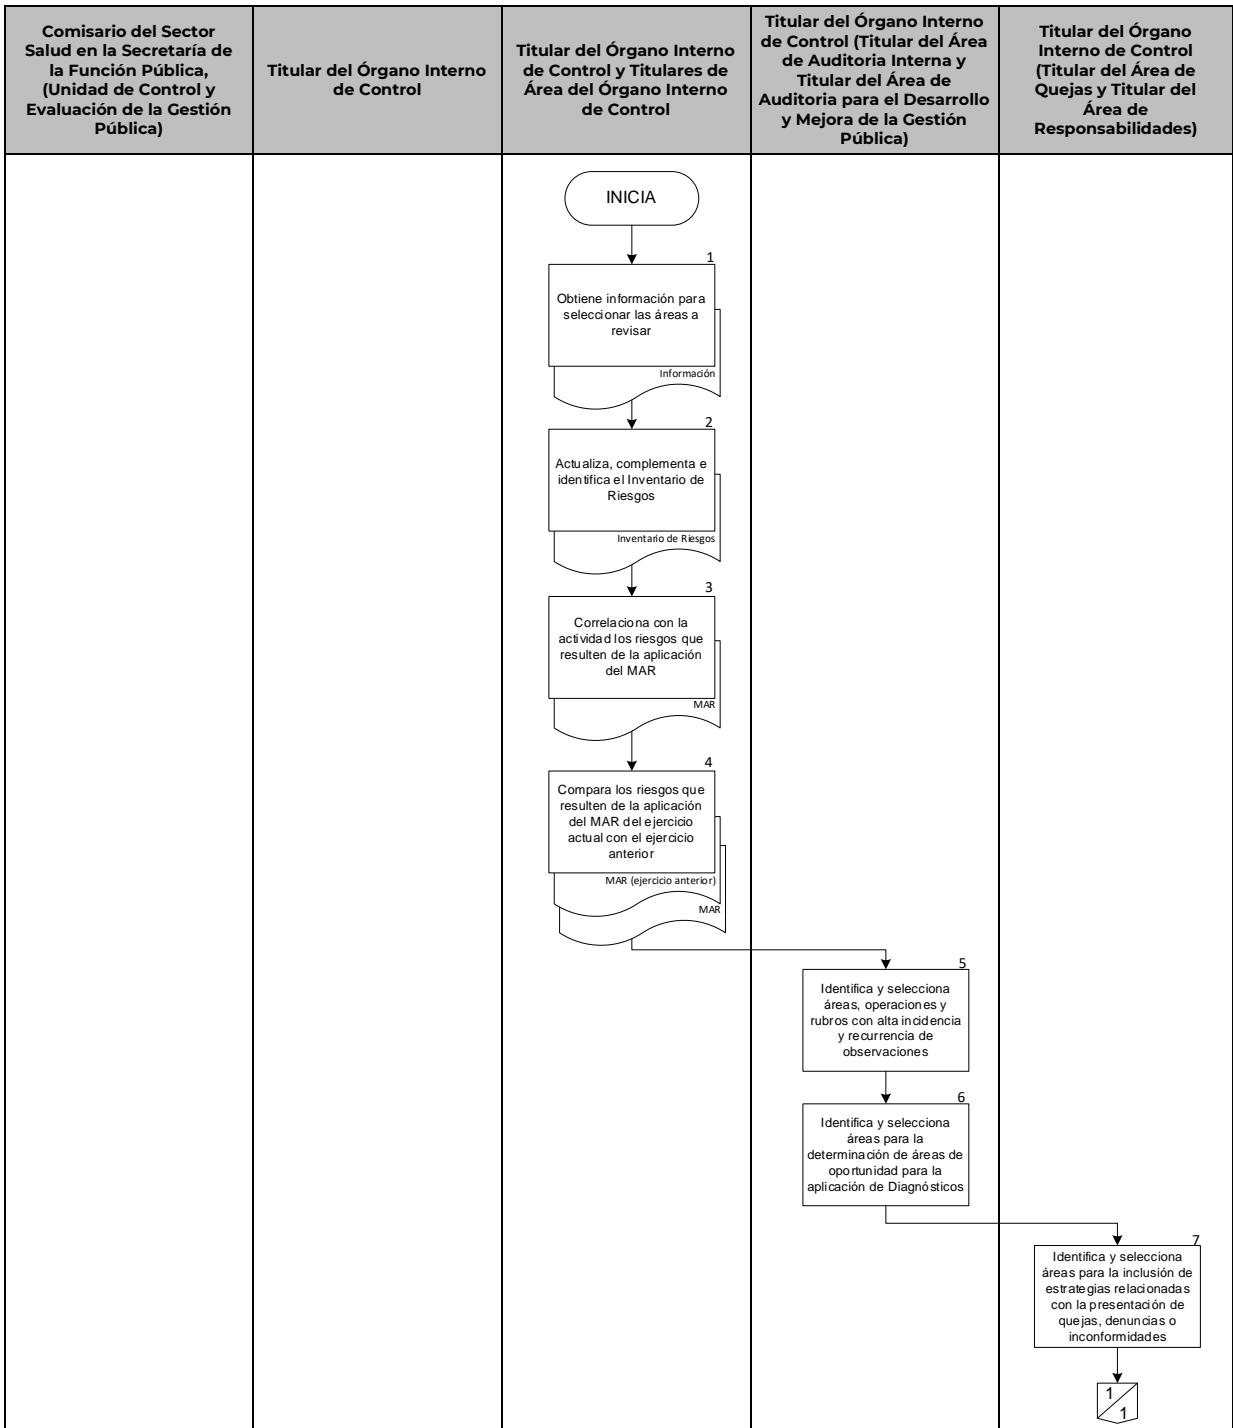 Comisario del Sector
Salud en la Secretaría de
la Función Pública,
(Unidad de Control y
Evaluación de la Gestión
Pública)
Titular del Órgano Interno
de Control
Titular del Órgano Interno
de Control y Titulares de
Área del Órgano Interno
de Control
Titular del Órgano Interno
de Control (Titular del Área
de Auditoria Interna y
Titular del Área de
Auditoria para el Desarrollo
y Mejora de la Gestión
Pública)
Titular del Órgano
Interno de Control
(Titular del Área de
Quejas y Titular del
Área de
Responsabilidades)
INICIA
1
Obtiene información para
seleccionar las áreas a
revisar
Información
2
Actualiza, complementa e
identifica el Inventario de
Riesgos
Inventario de Riesgos
3
Correlaciona con la
actividad los riesgos que
resulten de la aplicación
del MAR
MAR
4
Compara los riesgos que
resulten de la aplicación
del MAR del ejercicio
actual con el ejercicio
anterior
MAR (ejercicio anterior)
MAR
5
Identifica y selecciona
áreas, operaciones y
rubros con alta incidencia
y recurrencia de
observaciones
6
Identifica y selecciona
áreas para la
determinación de áreas de
oportunidad para la
aplicación de Diagnósticos
7
Identifica y selecciona
áreas para la inclusión de
estrategias relacionadas
con la presentación de
quejas, denuncias o
inconformidades
1
1